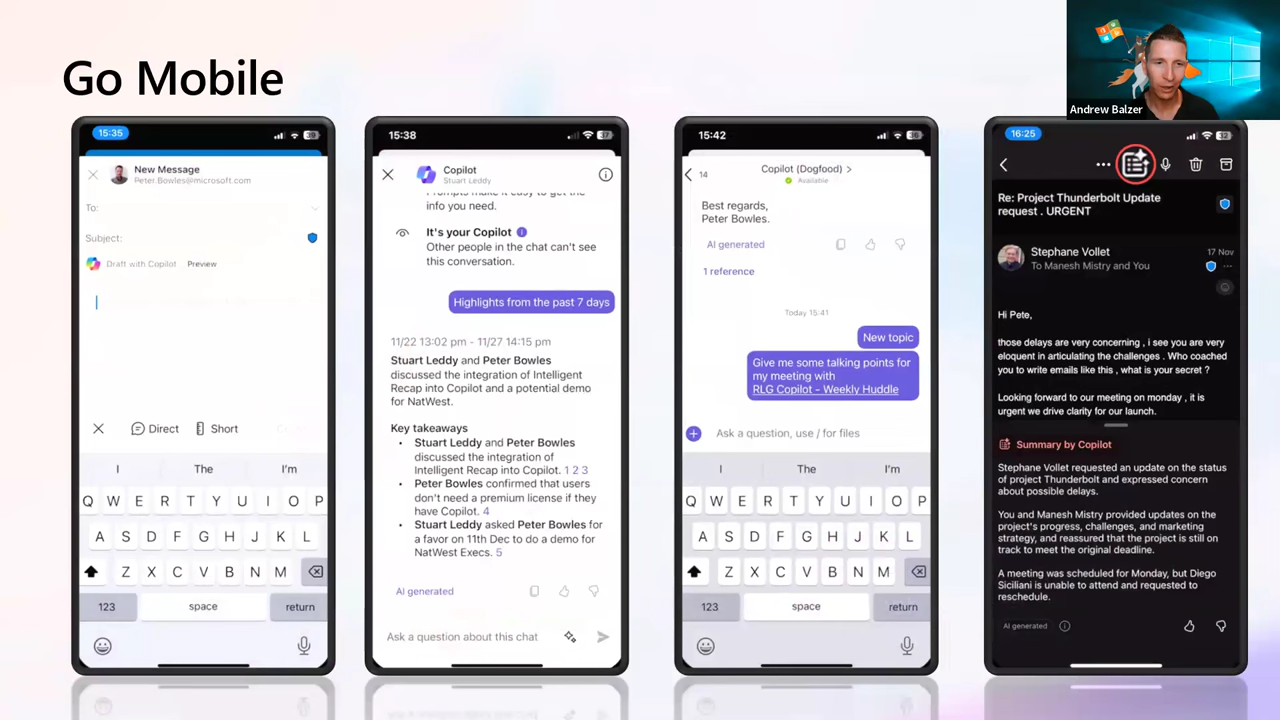 Go Mobile
Andrew Balzer
15:35
New Message
Peter.Bowles@microsoft.com
To:
Subject:
Draft with Copilot Preview
Direct Short
I The I'm
Q W E R T Y U I O P
A S D F G H J K L
Z X C V B N M
123 space return
15:38
37
Copilot
Stuart Leddy
Prompts make it easy to get the
info you need.
It's your Copilot
Other people in the chat can't see
this conversation.
Highlights from the past 7 days
11/22 13:02 pm - 11/27 14:15 pm
Stuart Leddy and Peter Bowles
discussed the integration of Intelligent
Recap into Copilot and a potential demo
for NatWest.
Key takeaways
• Stuart Leddy and Peter Bowles
discussed the integration of
Intelligent Recap into Copilot. 1 2 3
• Peter Bowles confirmed that users
don't need a premium license if they
have Copilot. 4
• Stuart Leddy asked Peter Bowles for
a favor on 11th Dec to do a demo for
NatWest Execs. 5
AI generated
Ask a question about this chat
15:42
14
Copilot (Dogfood) >
Available
Best regards,
Peter Bowles.
AI generated
1 reference
Today 15:41
New topic
Give me some talking points for
my meeting with
RLG Copilot - Weekly Huddle
Ask a question, use / for files
I The I'm
Q W E R T Y U I O P
A S D F G H J K L
Z X C V B N M
123 space return
16:25
Re: Project Thunderbolt Update
request . URGENT
Stephane Vollet
17 Nov
To Manesh Mistry and You
Hi Pete,
those delays are very concerning , i see you are very
eloquent in articulating the challenges . Who coached
you to write emails like this , what is your secret ?
Looking forward to our meeting on monday , it is
urgent we drive clarity for our launch.
Summary by Copilot
Stephane Vollet requested an update on the status
of project Thunderbolt and expressed concern
about possible delays.
You and Manesh Mistry provided updates on the
project's progress, challenges, and marketing
strategy, and reassured that the project is still on
track to meet the original deadline.
A meeting was scheduled for Monday, but Diego
Siciliani is unable to attend and requested to
reschedule.
AI generated